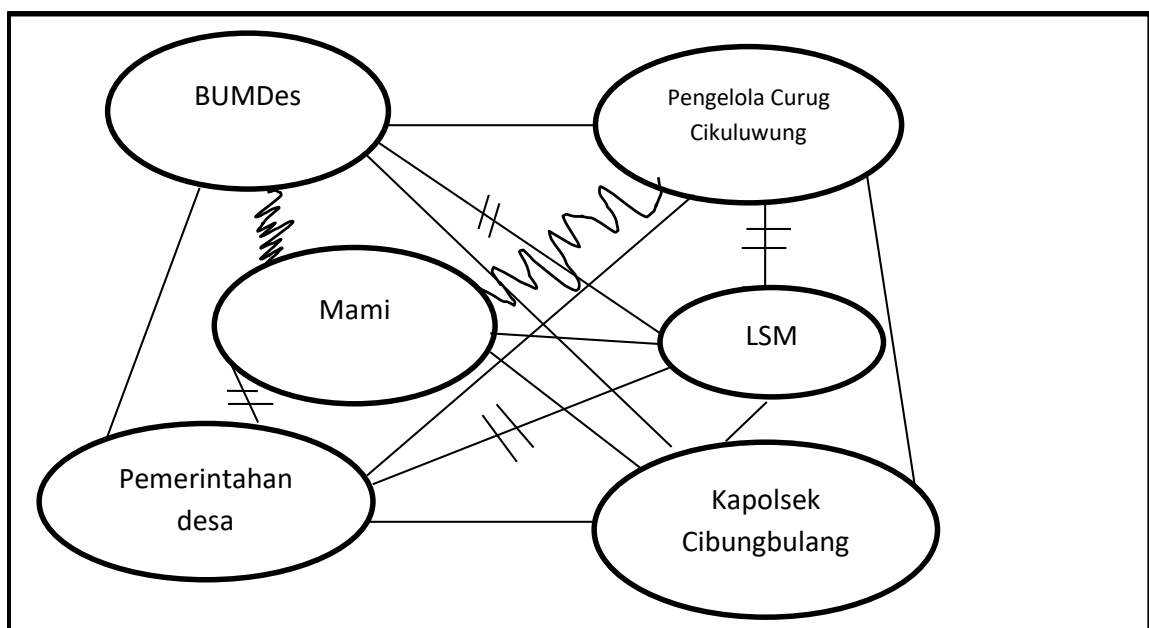 BUMDes
Pengelola Curug
Cikuluwung
Mami
LSM
Pemerintahan
desa
Kapolsek
Cibungbulang